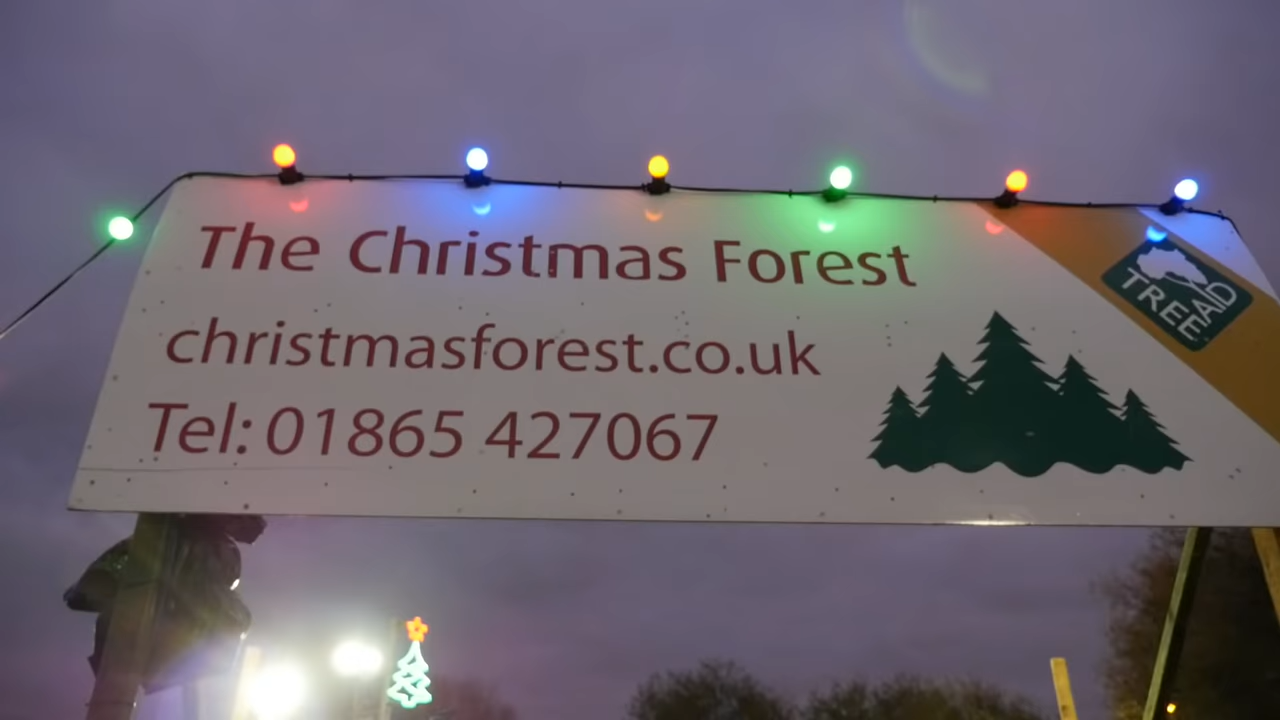 The Christmas Forest
christmasforest.co.uk
Tel: 01865 427067
TREE
AID